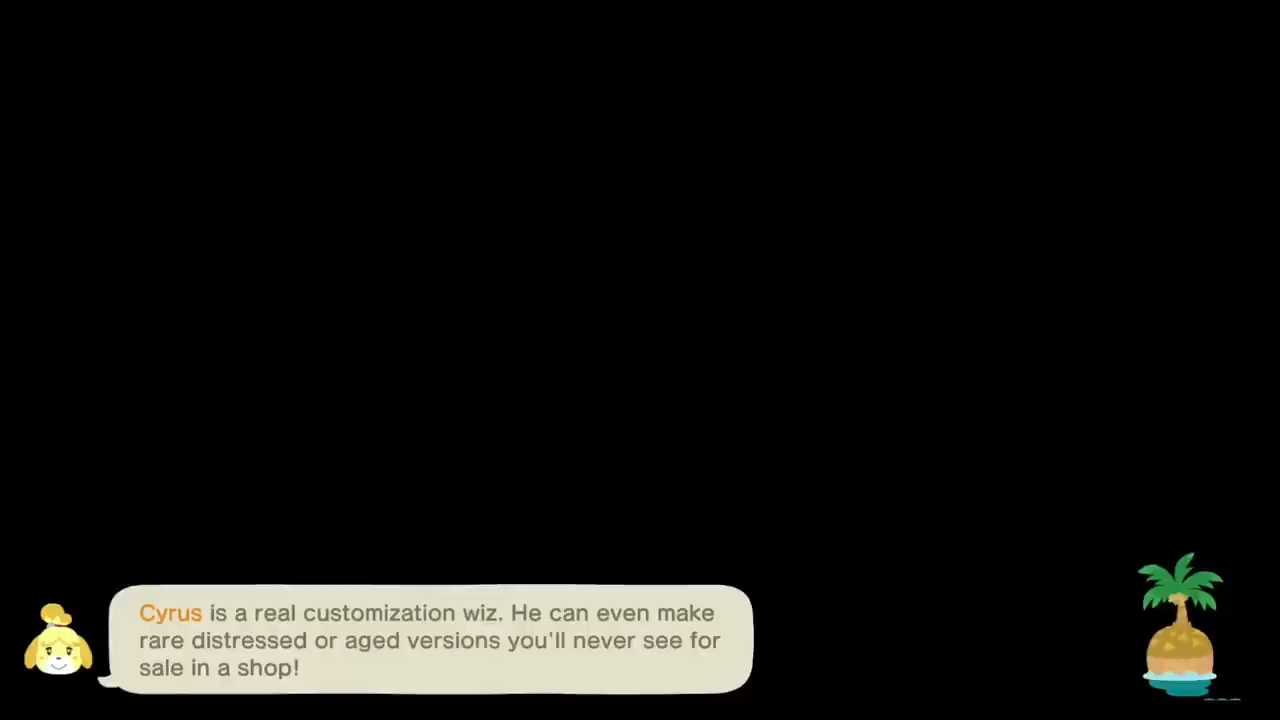 Cyrus is a real customization wiz. He can even make
rare distressed or aged versions you'll never see for
sale in a shop!